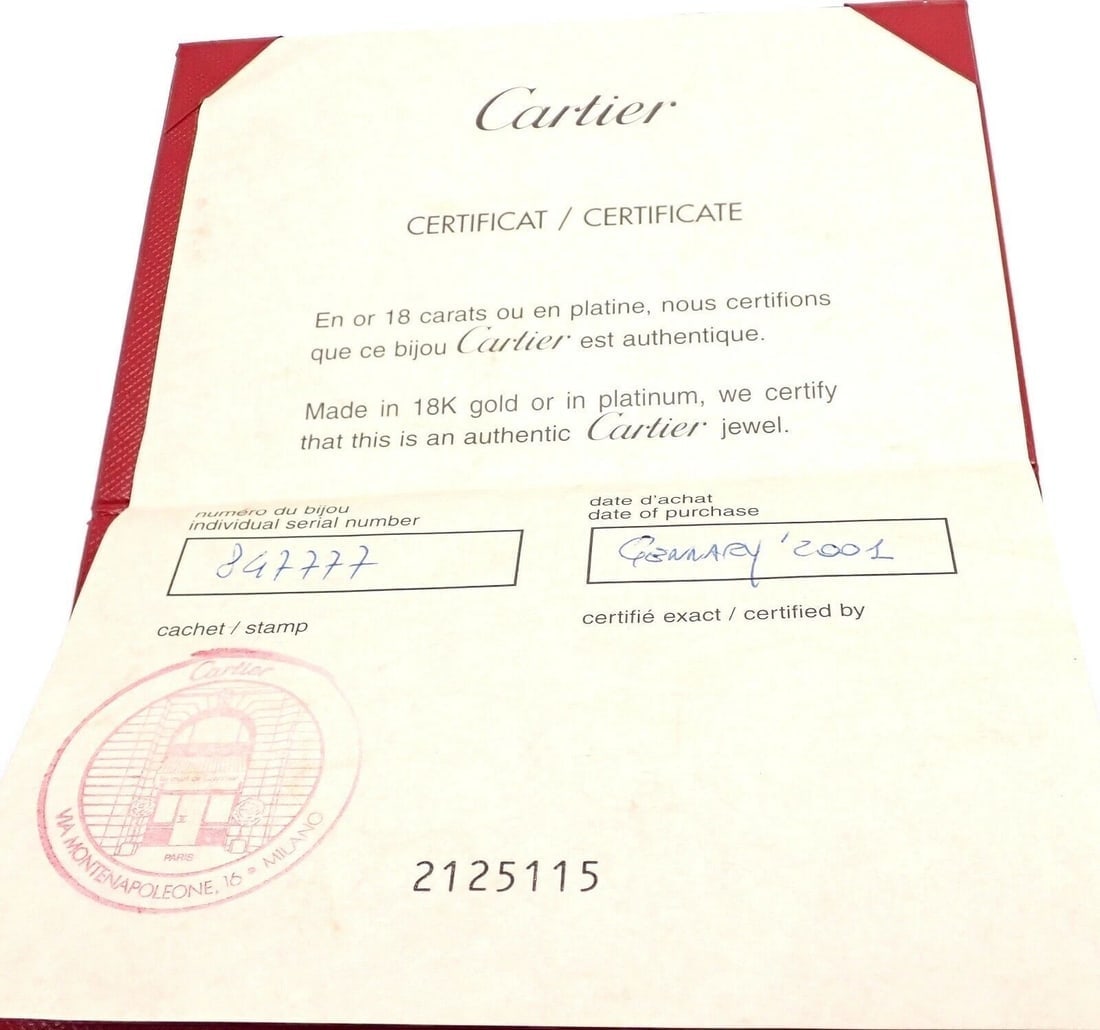 Cartier
CERTIFICAT / CERTIFICATE
En or 18 carats ou en platine, nous certifions
que ce bijou Cartier est authentique.
Made in 18K gold or in platinum, we certify
that this is an authentic Cartier jewel.
numéro du bijou
individual serial number
847777
date d'achat
date of purchase
GENNARY '2001
cachet / stamp
certifié exact / certified by
Cartier
PARIS
VIA MONTENAPOLEONE, 16 = MILANO
2125115